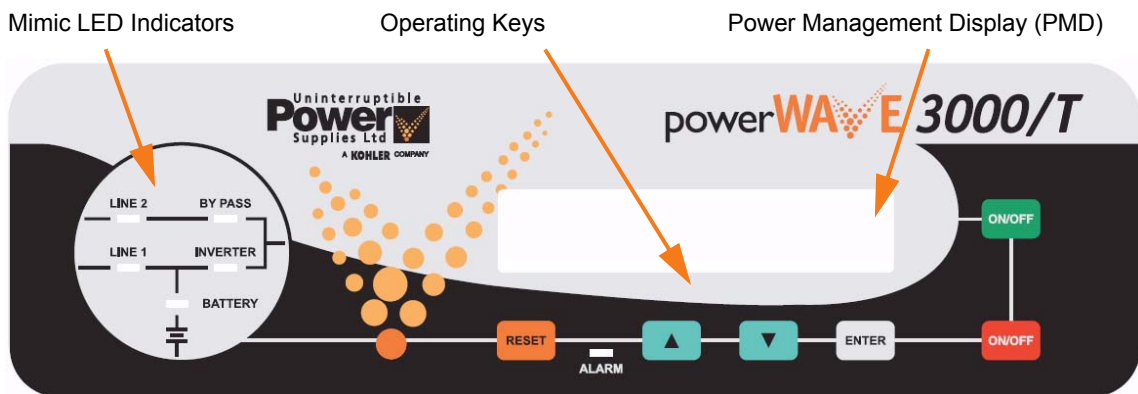 Mimic LED Indicators
Operating Keys
Power Management Display (PMD)
Uninterruptible
Power
Supplies Ltd
A KOHLER COMPANY
powerWAVE 3000/T
LINE 2
BY PASS
LINE 1
INVERTER
BATTERY
ON/OFF
RESET
ALARM
ENTER
ON/OFF